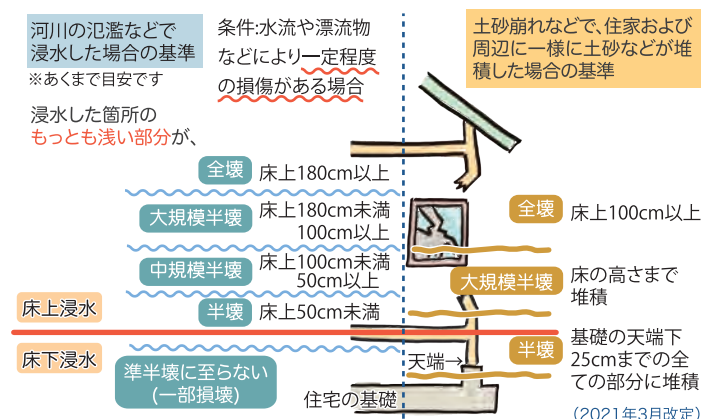 河川の氾濫などで
浸水した場合の基準
※あくまで目安です
浸水した箇所の
もっとも浅い部分が、
条件:水流や漂流物
などにより一定程度
の損傷がある場合
土砂崩れなどで、住家および
周辺に一様に土砂などが堆
積した場合の基準
全壊 床上180cm以上
大規模半壊 床上180cm未満
100cm以上
中規模半壊 床上100cm未満
50cm以上
半壊 床上50cm未満
床上浸水
床下浸水
準半壊に至らない
(一部損壊)
天端→
住宅の基礎
全壊 床上100cm以上
大規模半壊 床の高さまで
堆積
半壊 基礎の天端下
25cmまでの全
ての部分に堆積
(2021年3月改定)